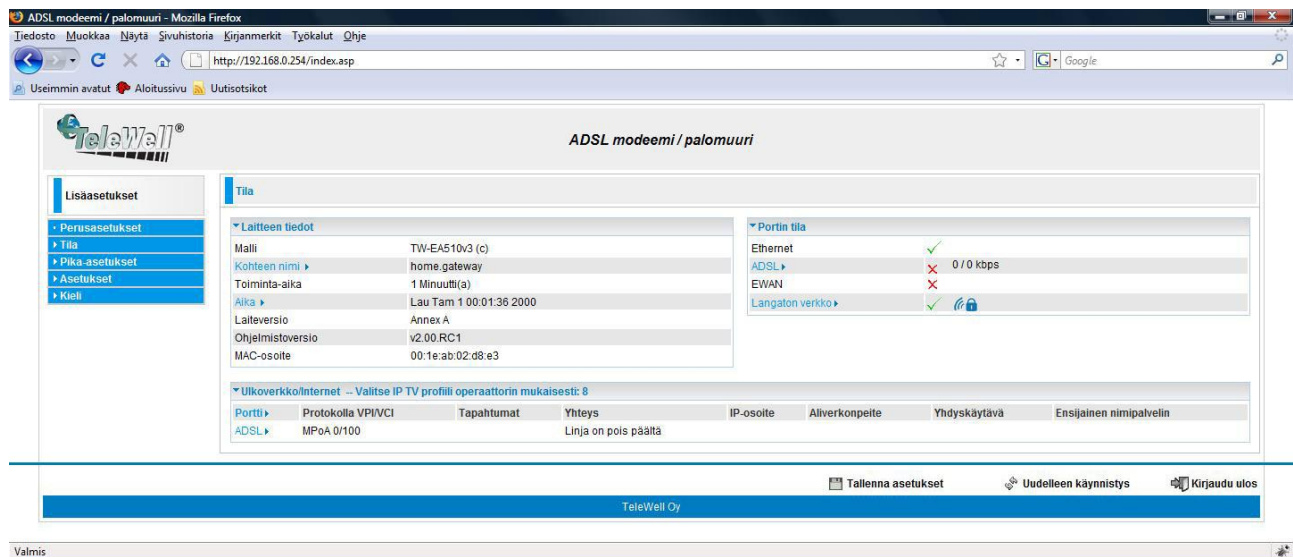 ADSL modeemi / palomuuri - Mozilla Firefox
Tiedosto Muokkaa Näytä Sivuhistoria Kirjanmerkit Työkalut Ohje
http://192.168.0.254/index.asp
G Google
Useimmin avatut Aloitussivu Uutisotsikot
TeleWell®
ADSL modeemi / palomuuri
Lisäasetukset
Perusasetukset
Tila
Pika-asetukset
Asetukset
Kieli
Tila
Laitteen tiedot
Malli TW-EA510v3 (c)
Kohteen nimi home.gateway
Toiminta-aika 1 Minuutti(a)
Aika Lau Tam 1 00:01:36 2000
Laiteversio Annex A
Ohjelmistoversio v2.00.RC1
MAC-osoite 00:1e:ab:02:d8:e3
Portin tila
Ethernet
ADSL 0 / 0 kbps
EWAN
Langaton verkko
Ulkoverkko/Internet -- Valitse IP TV profiili operaattorin mukaisesti: 8
Portti Protokolla VPI/VCI Tapahtumat Yhteys IP-osoite Aliverkonpeite Yhdyskäytävä Ensijainen nimipalvelin
ADSL MPoA 0/100 Linja on pois päältä
Tallenna asetukset Uudelleen käynnistys Kirjaudu ulos
TeleWell Oy
Valmis